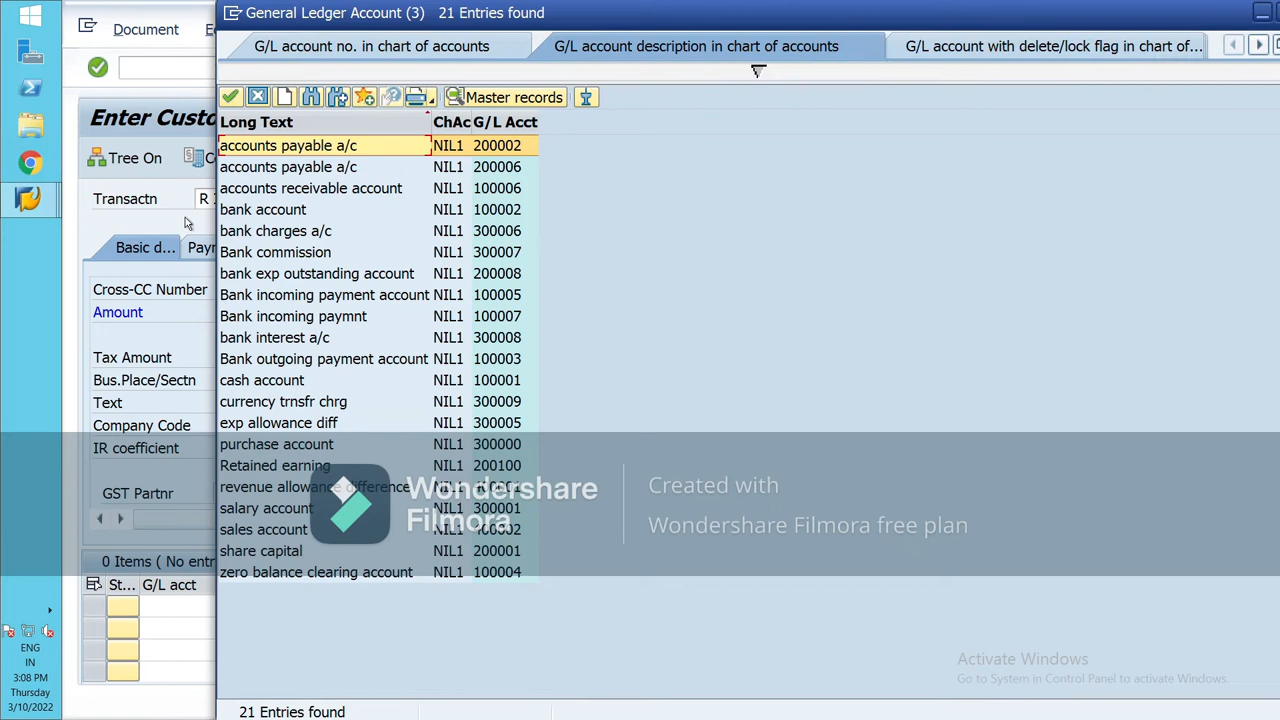 General Ledger Account (3) 21 Entries found
Document
G/L account no. in chart of accounts G/L account description in chart of accounts G/L account with delete/lock flag in chart of...
Master records
Enter Custo
Long Text ChAc G/L Acct
accounts payable a/c NIL1 200002
Tree On
accounts payable a/c NIL1 200006
accounts receivable account NIL1 100006
Transactn R
bank account NIL1 100002
bank charges a/c NIL1 300006
Basic d... Payr
Bank commission NIL1 300007
bank exp outstanding account NIL1 200008
Cross-CC Number
Bank incoming payment account NIL1 100005
Amount
Bank incoming paymnt NIL1 100007
bank interest a/c NIL1 300008
Tax Amount
Bank outgoing payment account NIL1 100003
Bus.Place/Sectn
cash account NIL1 100001
Text
currency trnsfr chrg NIL1 300009
Company Code
exp allowance diff NIL1 300005
IR coefficient
purchase account NIL1 300000
Retained earning NIL1 200100
GST Partnr
revenue allowance difference
salary account NIL1 300001
sales account
share capital NIL1 200001
zero balance clearing account NIL1 100004
Wondershare
Filmora
Created with
Wondershare Filmora free plan
0 Items ( No entr
St... G/L acct
ENG
IN
3:08 PM
Thursday
3/10/2022
Activate Windows
Go to System in Control Panel to activate Windows.
21 Entries found